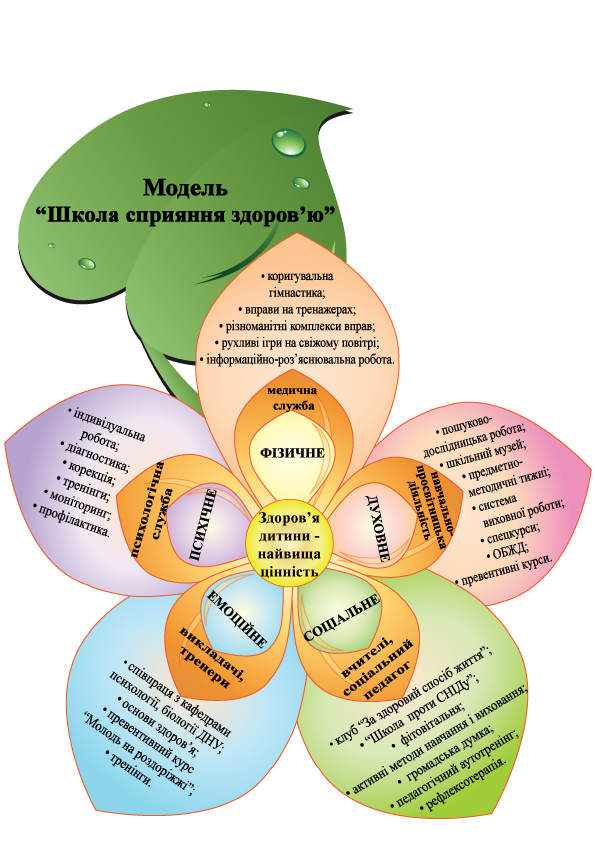 Модель
“Школа сприяння здоров’ю”
• коригувальна
гімнастика;
• вправи на тренажерах;
• різноманітні комплекси вправ;
• рухливі ігри на свіжому повітрі;
• інформаційно-роз’яснювальна робота.
медична
служба
ФІЗИЧНЕ
• індивідуальна
робота;
• діагностика;
• корекція;
• тренінги;
• моніторинг;
• профілактика.
психологічна
служба
ПСИХІЧНЕ
Здоров’я
дитини -
найвища
цінність
ДУХОВНЕ
навчально-
просвітницька
діяльність
• пошуково-
дослідницька робота;
• шкільний музей;
• предметно-
методичні тижні;
• система
виховної роботи;
• спецкурси;
• ОБЖД;
• превентивні курси.
ЕМОЦІЙНЕ
викладачі,
тренери
• співпраця з кафедрами
психології, біології ДНУ;
• основи здоров’я;
• превентивний курс
“Молодь на роздоріжжі”;
• тренінги.
СОЦІАЛЬНЕ
вчителі,
соціальний
педагог
• клуб “За здоровий спосіб життя”;
• “Школа проти СНІДу”;
• фітовітальня;
• активні методи навчання і виховання;
• громадська думка;
• педагогічний аутотренінг;
• рефлексотерапія.